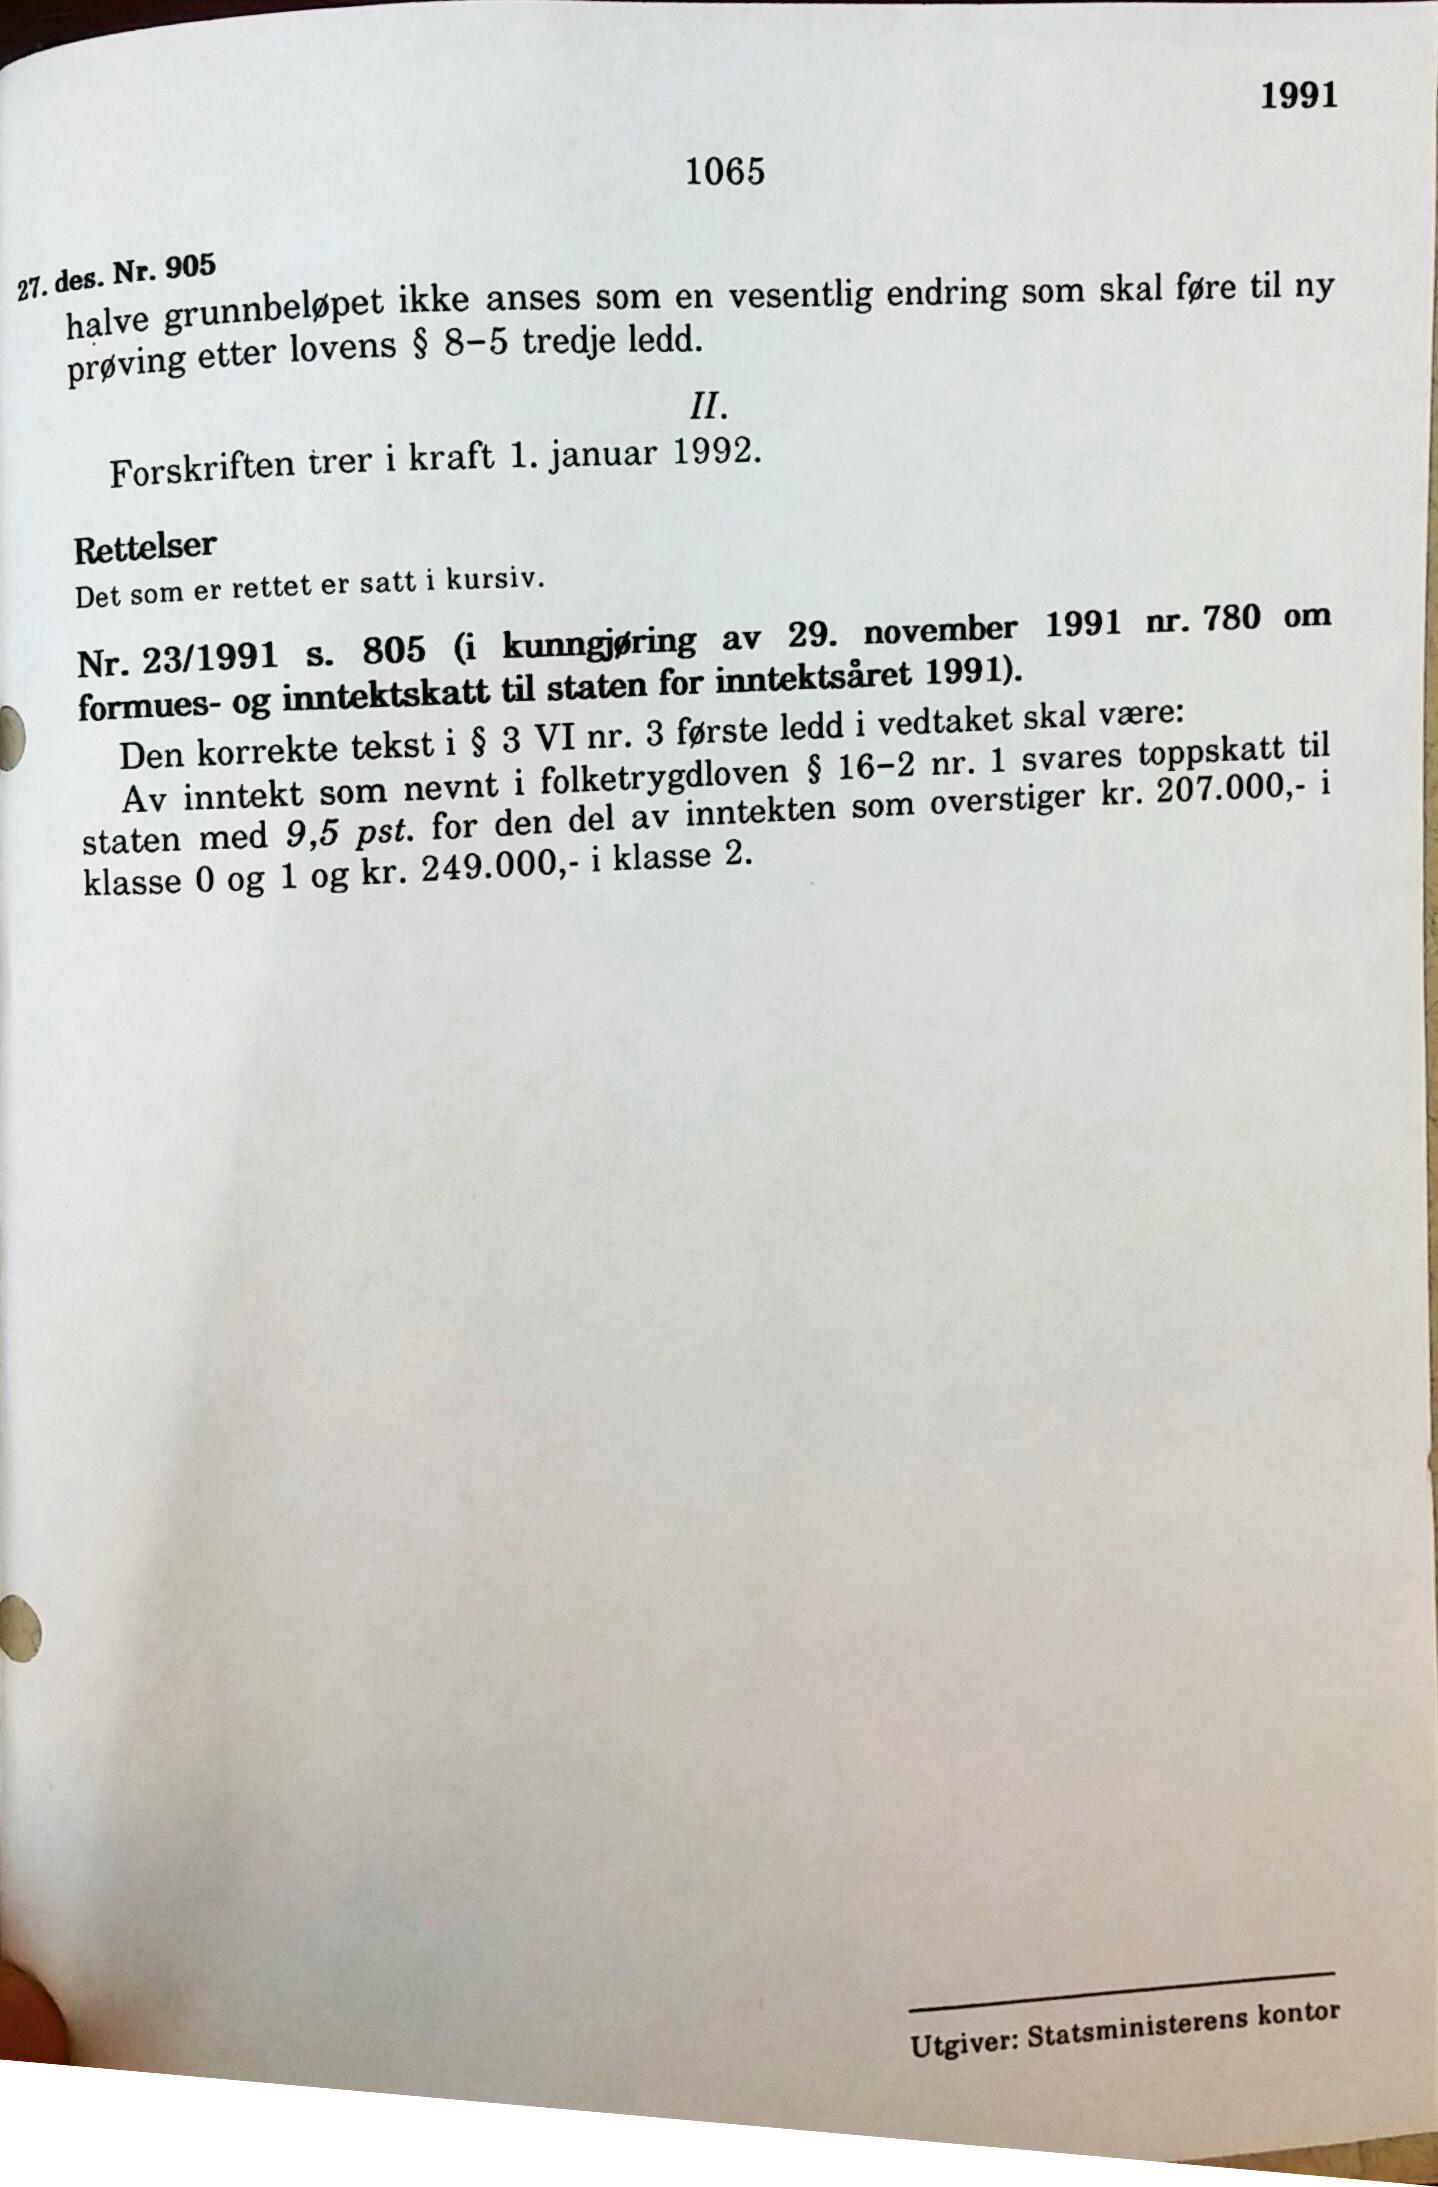 1991
1065
27. des. Nr. 905
halve grunnbeløpet ikke anses som en vesentlig endring som skal føre til ny
prøving etter lovens § 8–5 tredje ledd.
II.
Forskriften trer i kraft 1. januar 1992.
Rettelser
Det som er rettet er satt i kursiv.
Nr. 23/1991 s. 805 (i kunngjøring av 29. november 1991 nr. 780 om
formues- og inntektskatt til staten for inntektsåret 1991).
Den korrekte tekst i § 3 VI nr. 3 første ledd i vedtaket skal være:
Av inntekt som nevnt i folketrygdloven § 16–2 nr. 1 svares toppskatt til
staten med 9,5 pst. for den del av inntekten som overstiger kr. 207.000,- i
klasse 0 og 1 og kr. 249.000,- i klasse 2.
Utgiver: Statsministerens kontor